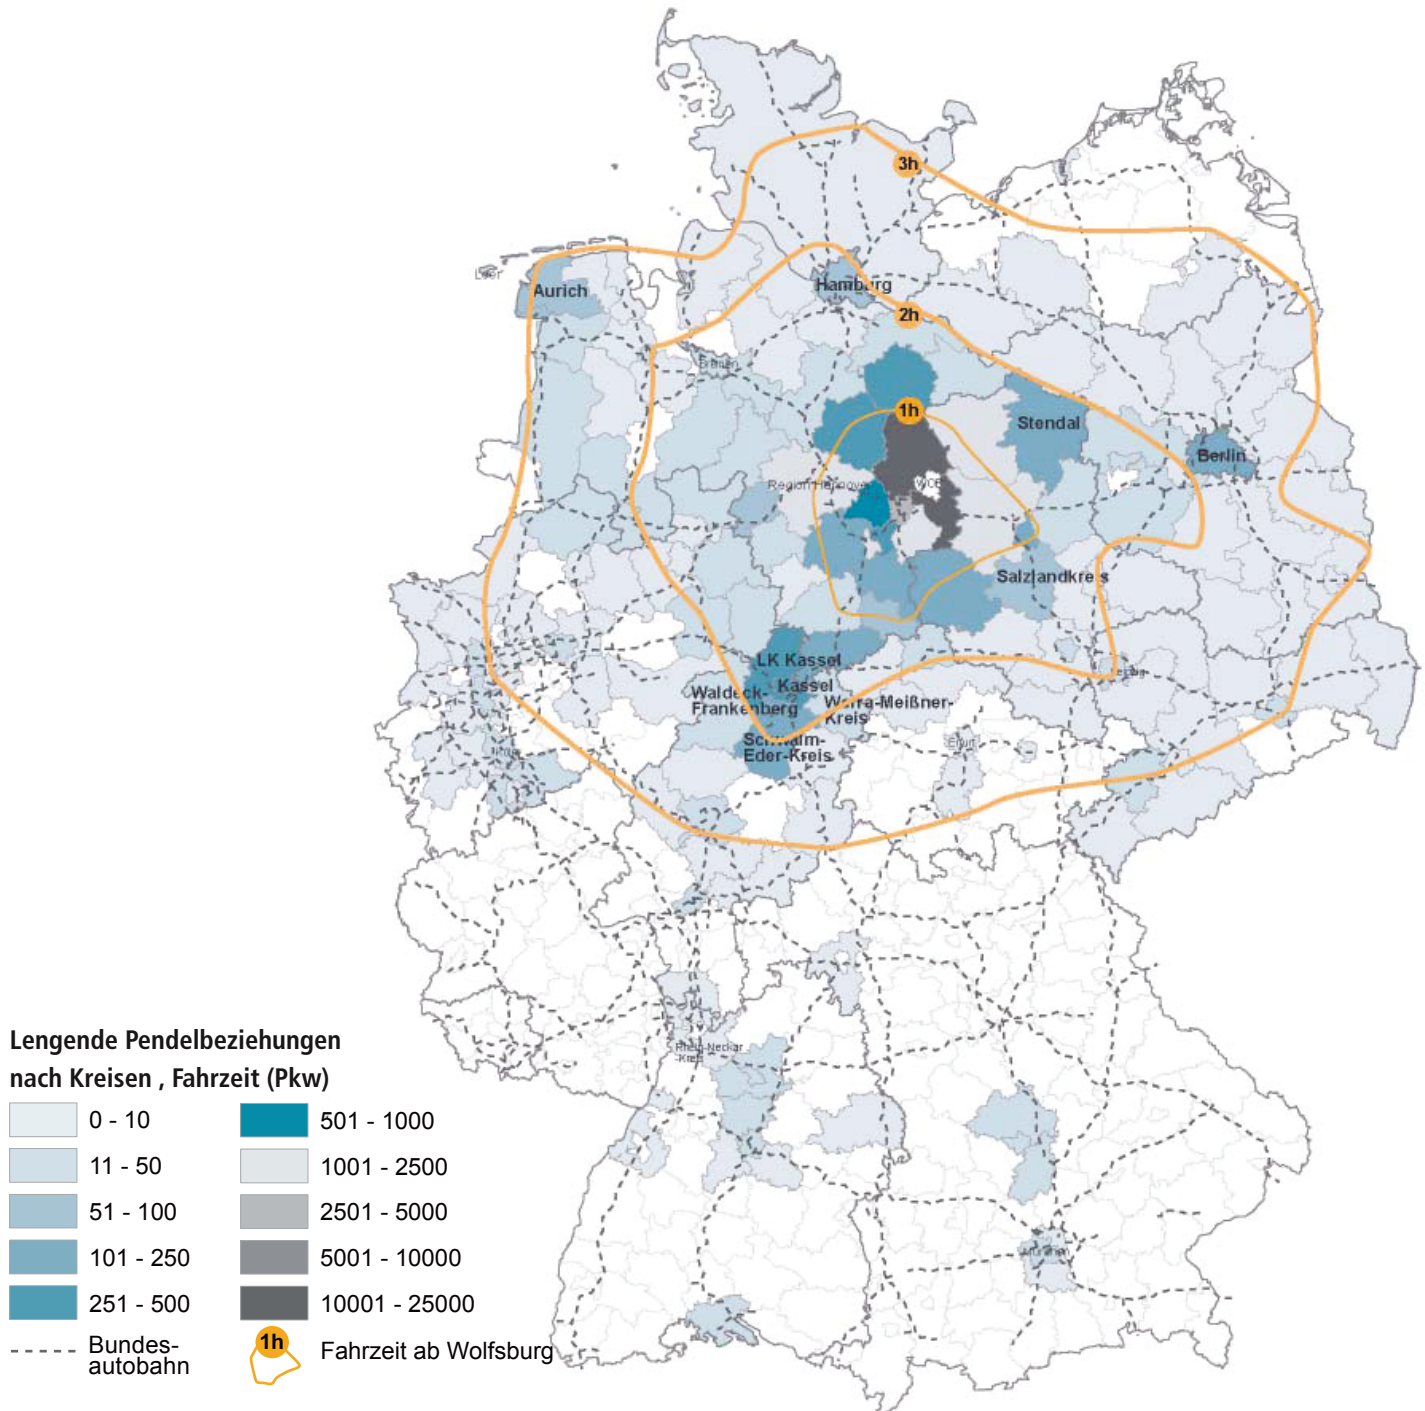 3h
Leer
Aurich
Hamburg
2h
Bremen
1h
Stendal
Berlin
Region Hannover
WOB
Salzlandkreis
LK Kassel
Kassel
Waldeck-
Frankenberg
Werra-Meißner-
Kreis
Leipzig
Schwalm-
Eder-Kreis
Erfurt
Rhein-Neckar
-Kreis
München
Lengende Pendelbeziehungen
nach Kreisen , Fahrzeit (Pkw)
0 - 10
11 - 50
51 - 100
101 - 250
251 - 500
Bundes-
autobahn
501 - 1000
1001 - 2500
2501 - 5000
5001 - 10000
10001 - 25000
1h
Fahrzeit ab Wolfsburg